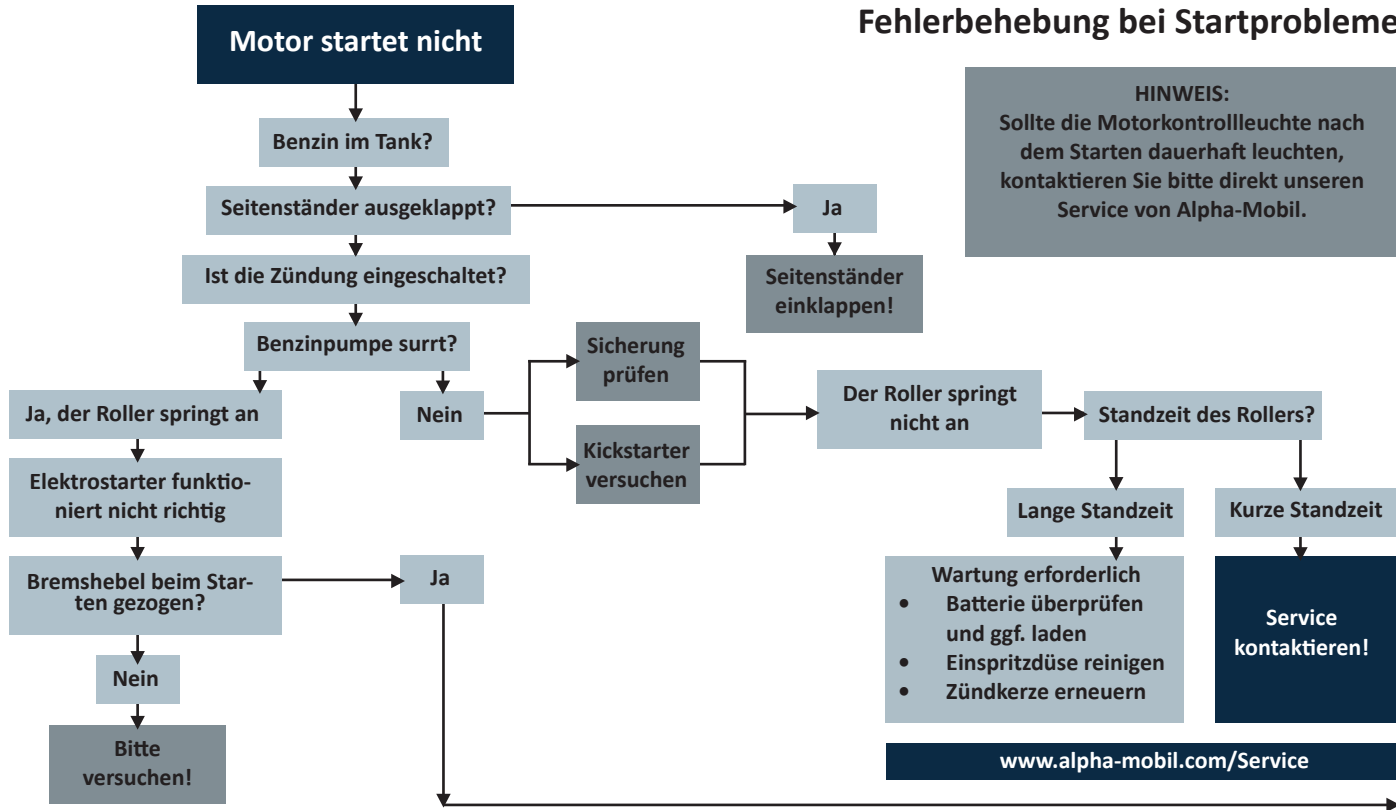 Fehlerbehebung bei Startprobleme
Motor startet nicht
HINWEIS:
Sollte die Motorkontrollleuchte nach
dem Starten dauerhaft leuchten,
kontaktieren Sie bitte direkt unseren
Service von Alpha-Mobil.
Benzin im Tank?
Seitenständer ausgeklappt?
Ja
Seitenständer
einklappen!
Ist die Zündung eingeschaltet?
Benzinpumpe surrt?
Ja, der Roller springt an
Nein
Sicherung
prüfen
Kickstarter
versuchen
Der Roller springt
nicht an
Standzeit des Rollers?
Elektrostarter funktio-
niert nicht richtig
Lange Standzeit
Kurze Standzeit
Bremshebel beim Star-
ten gezogen?
Ja
Wartung erforderlich
• Batterie überprüfen
und ggf. laden
• Einspritzdüse reinigen
• Zündkerze erneuern
Service
kontaktieren!
Nein
Bitte
versuchen!
www.alpha-mobil.com/Service